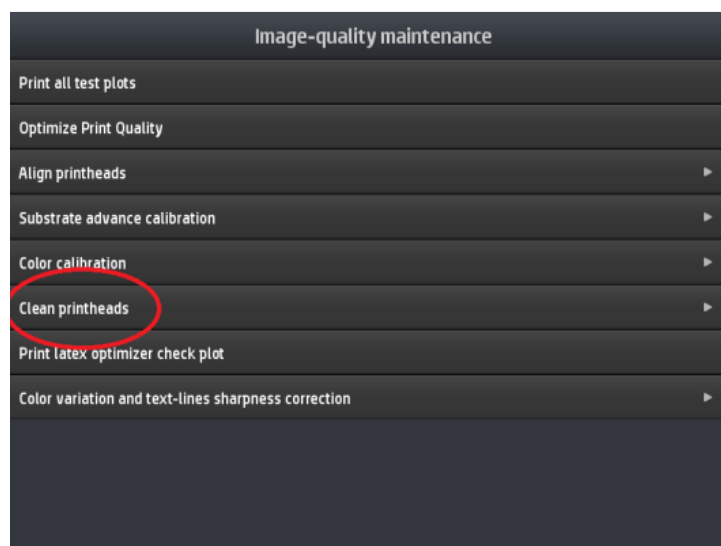 Image-quality maintenance
Print all test plots
Optimize Print Quality
Align printheads
Substrate advance calibration
Color calibration
Clean printheads
Print latex optimizer check plot
Color variation and text-lines sharpness correction